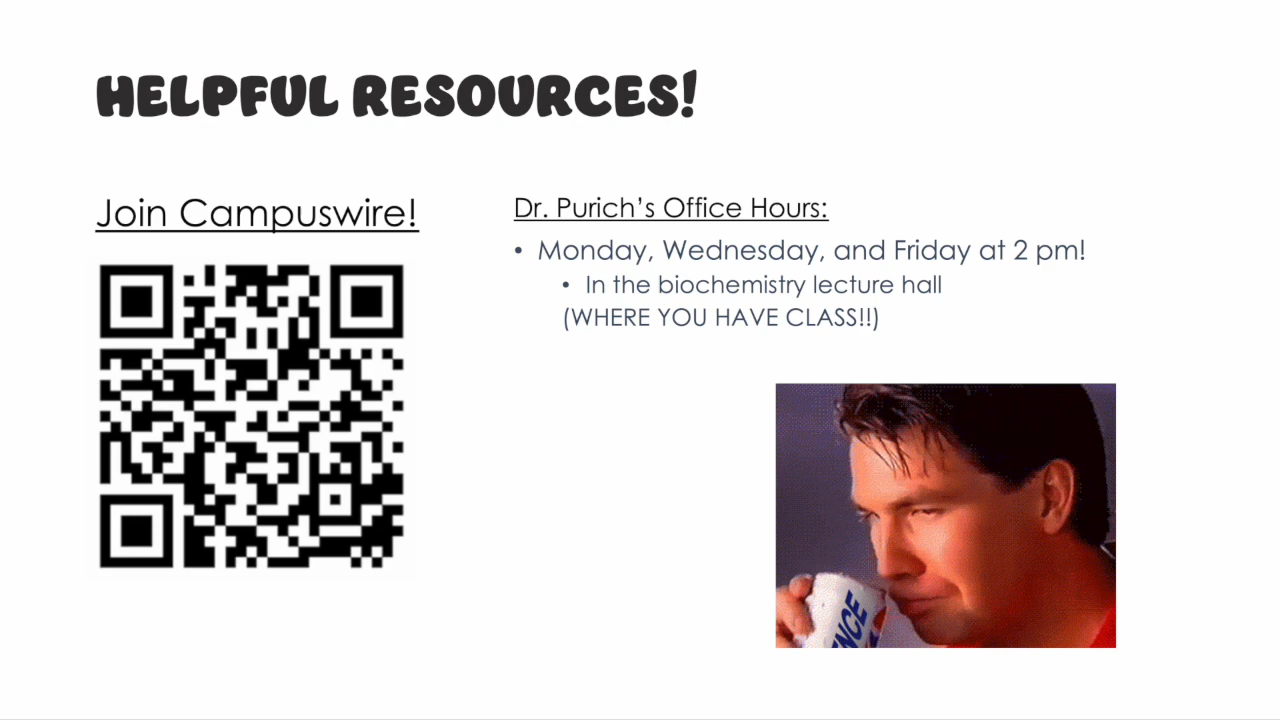 HELPFUL RESOURCES!
Join Campuswire!
Dr. Purich's Office Hours:
• Monday, Wednesday, and Friday at 2 pm!
• In the biochemistry lecture hall
(WHERE YOU HAVE CLASS!!)
ENCE